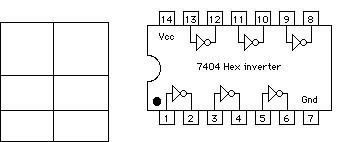 14 13 12 11 10 9 8
Vcc
7404 Hex inverter
Gnd
1 2 3 4 5 6 7